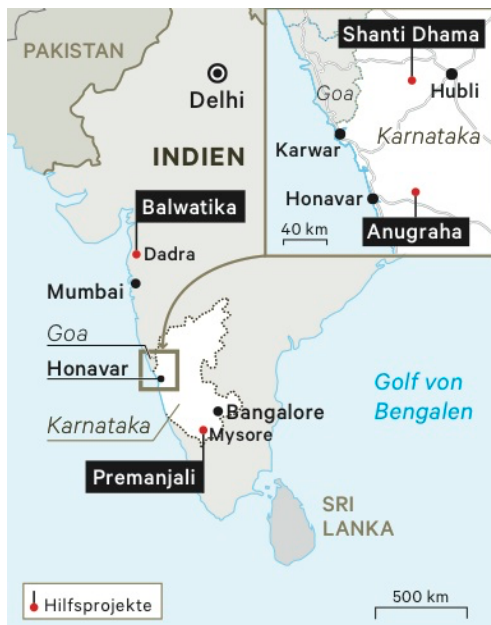 PAKISTAN
Delhi
INDIEN
Balwatika
Dadra
Mumbai
Goa
Honavar
Karnataka
Bangalore
Mysore
Premanjali
Golf von
Bengalen
SRI
LANKA
Hilfsprojekte
500 km
Shanti Dhama
Goa
Hubli
Karnataka
Karwar
Honavar
Anugraha
40 km